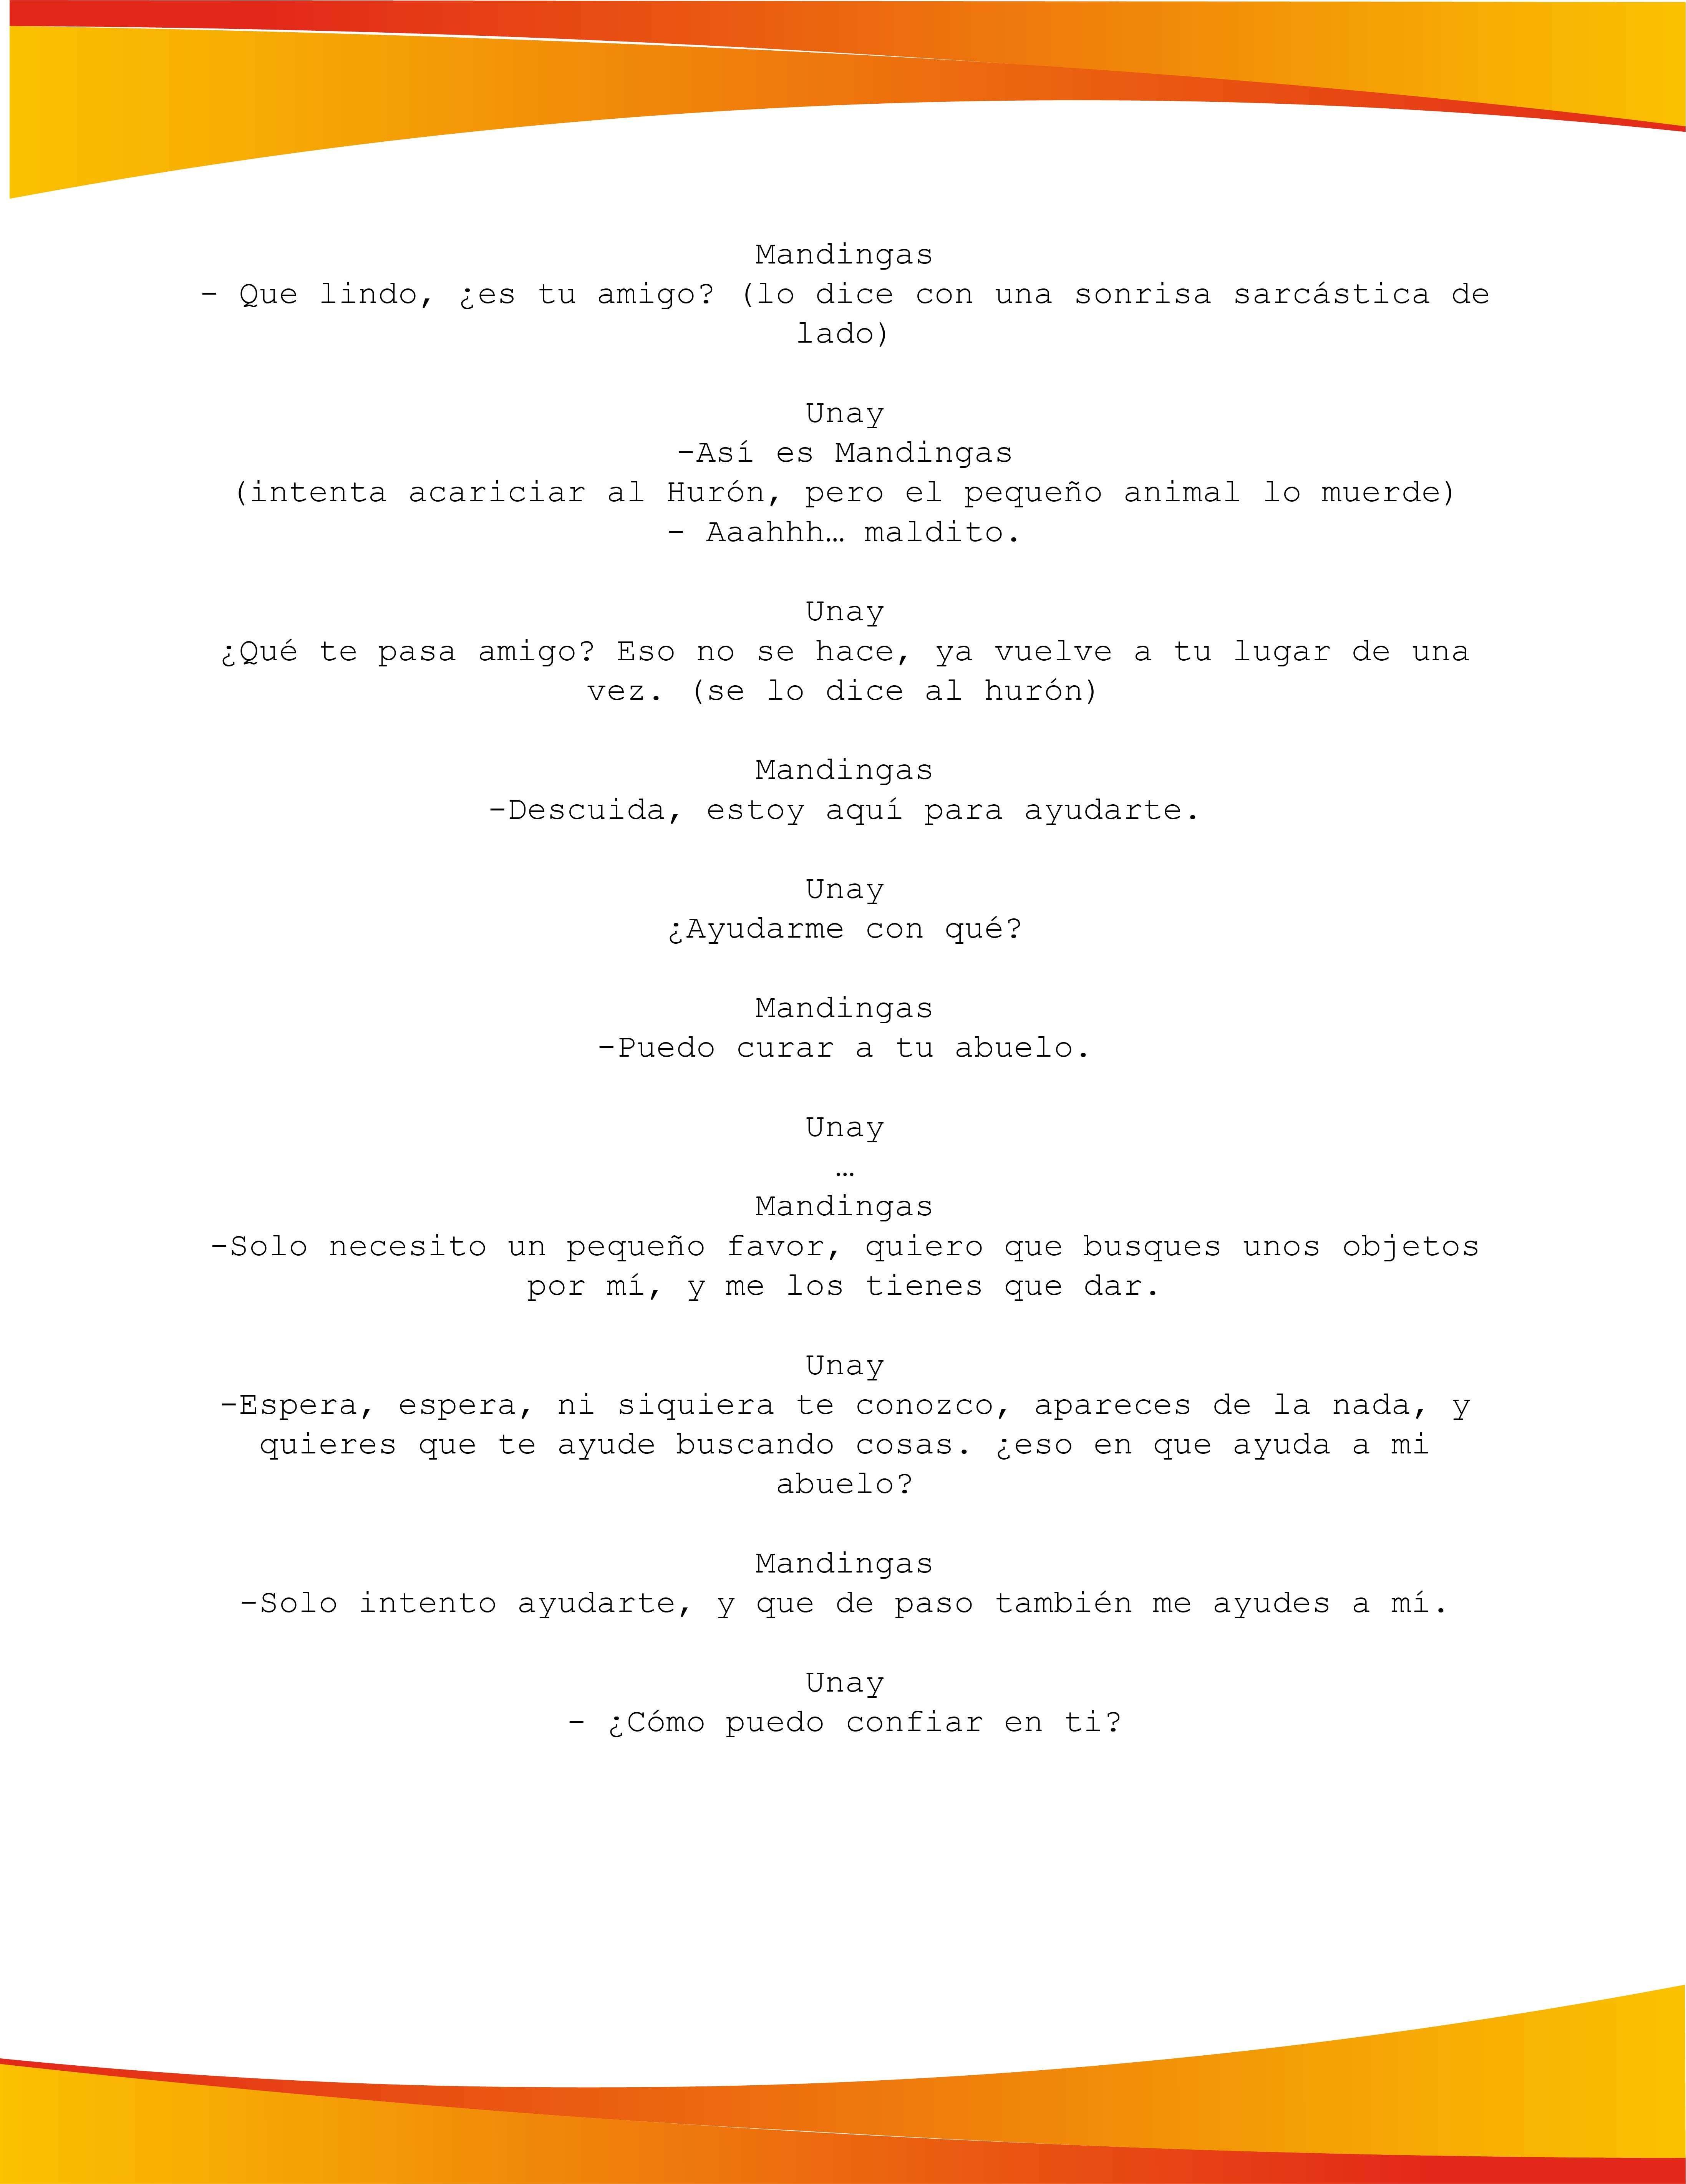 Mandingas
- Que lindo, ¿es tu amigo? (lo dice con una sonrisa sarcástica de
lado)
Unay
-Así es Mandingas
(intenta acariciar al Hurón, pero el pequeño animal lo muerde)
- Aaahhh… maldito.
Unay
¿Qué te pasa amigo? Eso no se hace, ya vuelve a tu lugar de una
vez. (se lo dice al hurón)
Mandingas
-Descuida, estoy aquí para ayudarte.
Unay
¿Ayudarme con qué?
Mandingas
-Puedo curar a tu abuelo.
Unay
…
Mandingas
-Solo necesito un pequeño favor, quiero que busques unos objetos
por mí, y me los tienes que dar.
Unay
-Espera, espera, ni siquiera te conozco, apareces de la nada, y
quieres que te ayude buscando cosas. ¿eso en que ayuda a mi
abuelo?
Mandingas
-Solo intento ayudarte, y que de paso también me ayudes a mí.
Unay
- ¿Cómo puedo confiar en ti?